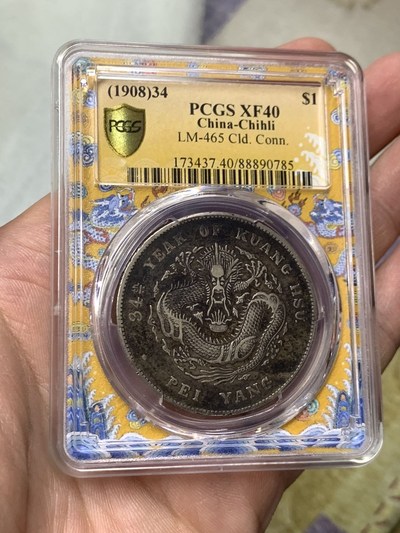 (1908)34 $1
PCGS XF40
China-Chihli
LM-465 Cld. Conn.
173437.40/88890785
PCGS
34TH YEAR OF KUANG HSU.
PEI YANG